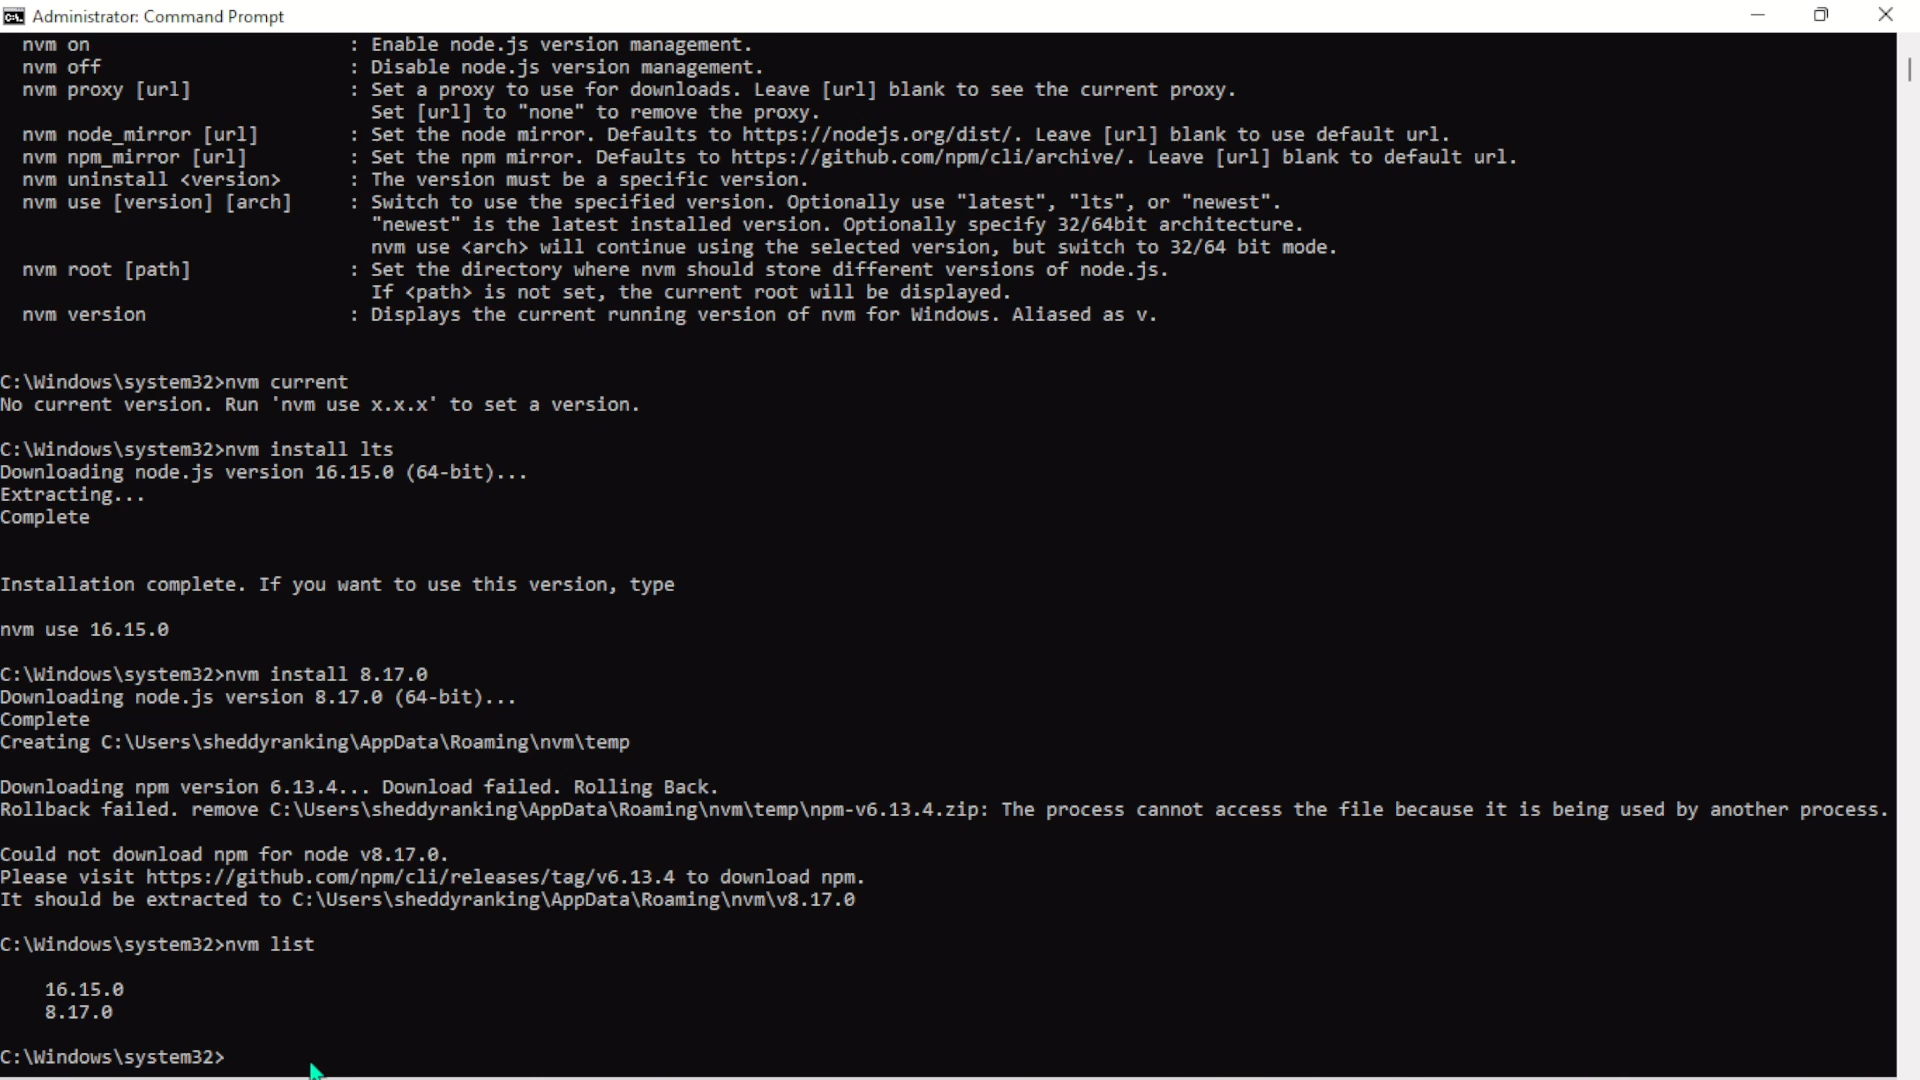 Administrator: Command Prompt
nvm on : Enable node.js version management.
nvm off : Disable node.js version management.
nvm proxy [url] : Set a proxy to use for downloads. Leave [url] blank to see the current proxy.
Set [url] to "none" to remove the proxy.
nvm node_mirror [url] : Set the node mirror. Defaults to https://nodejs.org/dist/. Leave [url] blank to use default url.
nvm npm_mirror [url] : Set the npm mirror. Defaults to https://github.com/npm/cli/archive/. Leave [url] blank to default url.
nvm uninstall <version> : The version must be a specific version.
nvm use [version] [arch] : Switch to use the specified version. Optionally use "latest", "lts", or "newest".
"newest" is the latest installed version. Optionally specify 32/64bit architecture.
nvm use <arch> will continue using the selected version, but switch to 32/64 bit mode.
nvm root [path] : Set the directory where nvm should store different versions of node.js.
If <path> is not set, the current root will be displayed.
nvm version : Displays the current running version of nvm for Windows. Aliased as v.
C:\Windows\system32>nvm current
No current version. Run 'nvm use x.x.x' to set a version.
C:\Windows\system32>nvm install lts
Downloading node.js version 16.15.0 (64-bit)...
Extracting...
Complete
Installation complete. If you want to use this version, type
nvm use 16.15.0
C:\Windows\system32>nvm install 8.17.0
Downloading node.js version 8.17.0 (64-bit)...
Complete
Creating C:\Users\sheddyranking\AppData\Roaming\nvm\temp
Downloading npm version 6.13.4... Download failed. Rolling Back.
Rollback failed. remove C:\Users\sheddyranking\AppData\Roaming\nvm\temp\npm-v6.13.4.zip: The process cannot access the file because it is being used by another process.
Could not download npm for node v8.17.0.
Please visit https://github.com/npm/cli/releases/tag/v6.13.4 to download npm.
It should be extracted to C:\Users\sheddyranking\AppData\Roaming\nvm\v8.17.0
C:\Windows\system32>nvm list
16.15.0
8.17.0
C:\Windows\system32>